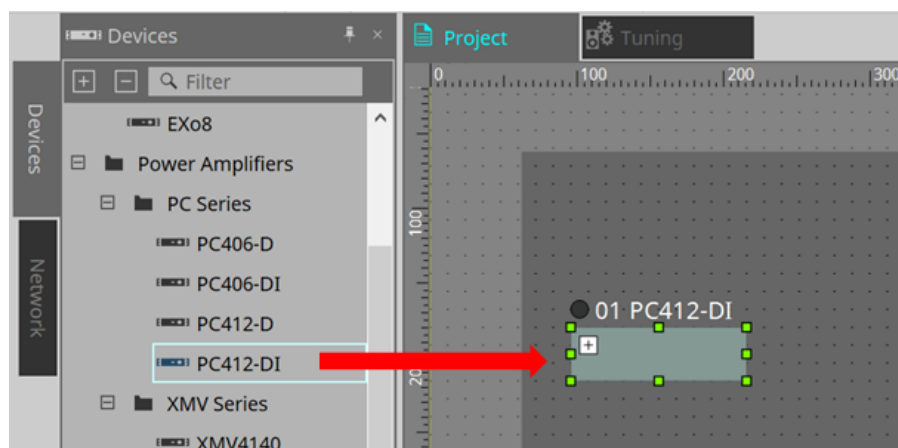 Devices
Filter
EXo8
Power Amplifiers
PC Series
PC406-D
PC406-DI
PC412-D
PC412-DI
XMV Series
XMV4140
Devices
Network
Project
Tuning
0 100 200 300
100
01 PC412-DI